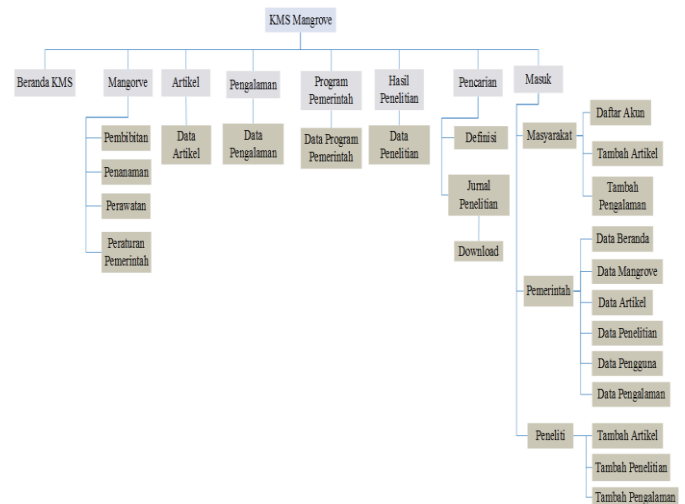 KMS Mangrove
Beranda KMS
Mangorve
Artikel
Pengalaman
Program
Pemerintah
Hasil
Penelitian
Pencarian
Masuk
Pembibitan
Penanaman
Perawatan
Peraturan
Pemerintah
Data
Artikel
Data
Pengalaman
Data Program
Pemerintah
Data
Penelitian
Definisi
Jurnal
Penelitian
Download
Masyarakat
Daftar Akun
Tambah Artikel
Tambah
Pengalaman
Pemerintah
Data Beranda
Data Mangrove
Data Artikel
Data Penelitian
Data Pengguna
Data Pengalaman
Peneliti
Tambah Artikel
Tambah Penelitian
Tambah Pengalaman